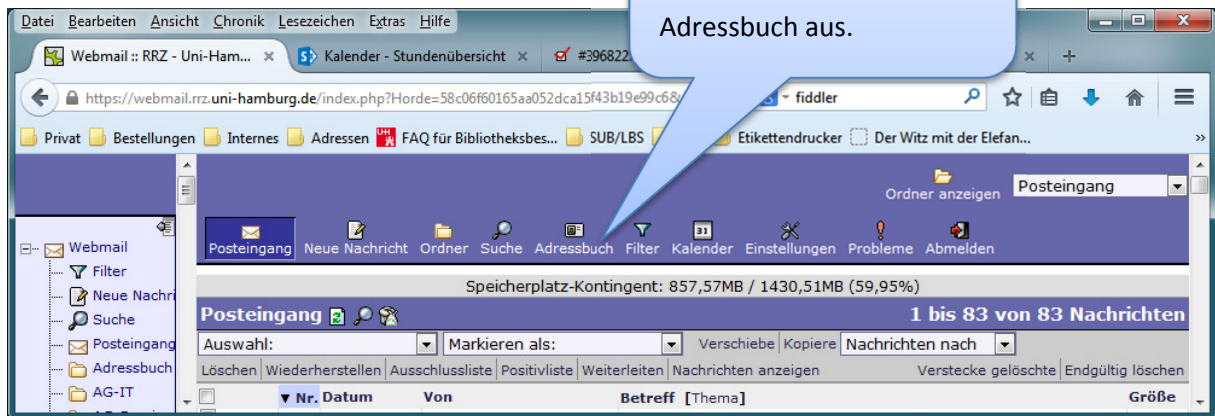 Adressbuch aus.
Datei Bearbeiten Ansicht Chronik Lesezeichen Extras Hilfe
Webmail :: RRZ - Uni-Ham... Kalender - Stundenübersicht #396822
https://webmail.rrz.uni-hamburg.de/index.php?Horde=58c06f60165aa052dca15f43b19e99c6& fiddler
Privat Bestellungen Internes Adressen FAQ für Bibliotheksbes... SUB/LBS Etikettendrucker Der Witz mit der Elefan... »
Ordner anzeigen Posteingang
Posteingang Neue Nachricht Ordner Suche Adressbuch Filter Kalender Einstellungen Probleme Abmelden
Webmail
Filter
Neue Nachri
Suche
Posteingang
Adressbuch
AG-IT
Speicherplatz-Kontingent: 857,57MB / 1430,51MB (59,95%)
Posteingang 1 bis 83 von 83 Nachrichten
Auswahl: Markieren als: Verschiebe Kopiere Nachrichten nach
Löschen Wiederherstellen Ausschlussliste Positivliste Weiterleiten Nachrichten anzeigen Verstecke gelöschte Endgültig löschen
Nr. Datum Von Betreff [Thema] Größe